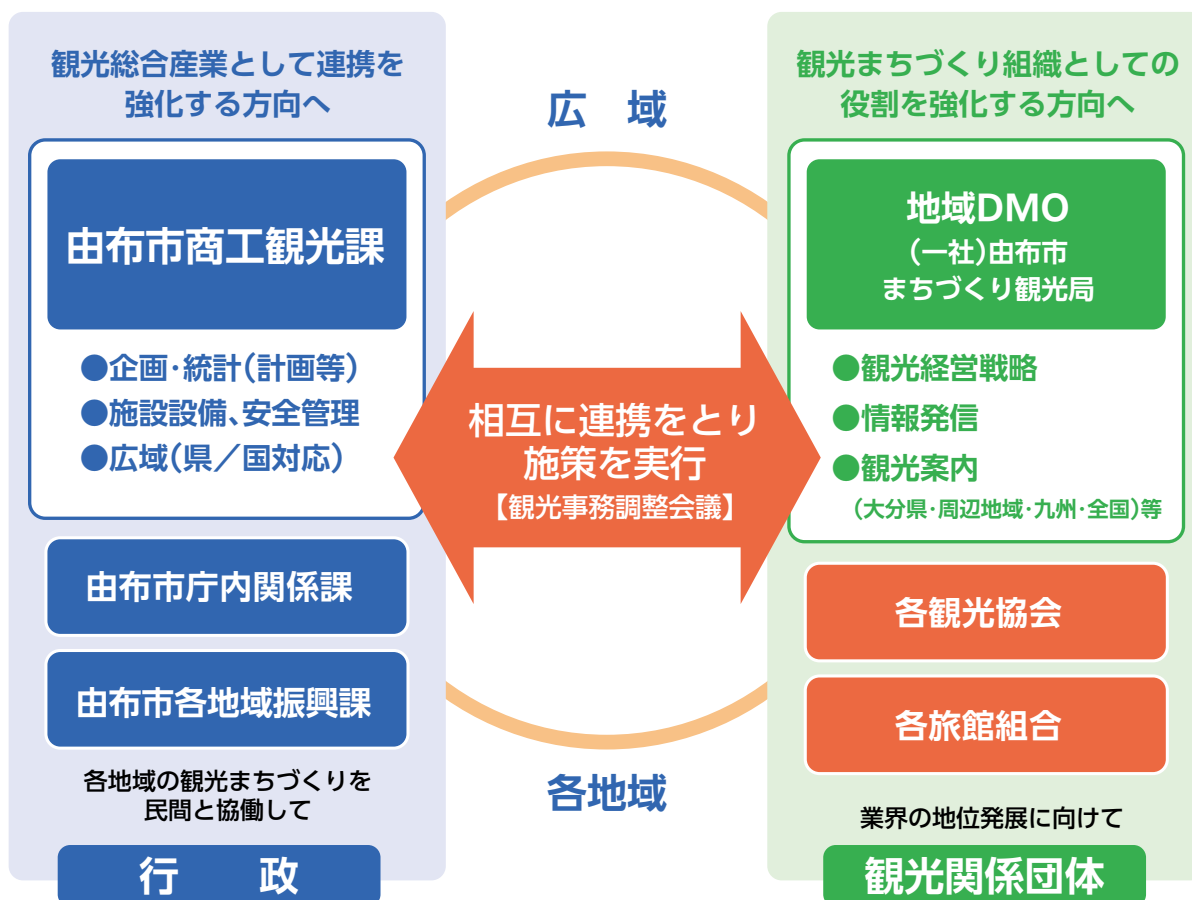 観光総合産業として連携を
強化する方向へ
由布市商工観光課
●企画・統計(計画等)
●施設設備、安全管理
●広域(県／国対応)
由布市庁内関係課
由布市各地域振興課
各地域の観光まちづくりを
民間と協働して
行　政
広　域
相互に連携をとり
施策を実行
【観光事務調整会議】
各地域
観光まちづくり組織としての
役割を強化する方向へ
地域DMO
(一社)由布市
まちづくり観光局
●観光経営戦略
●情報発信
●観光案内
(大分県・周辺地域・九州・全国)等
各観光協会
各旅館組合
業界の地位発展に向けて
観光関係団体